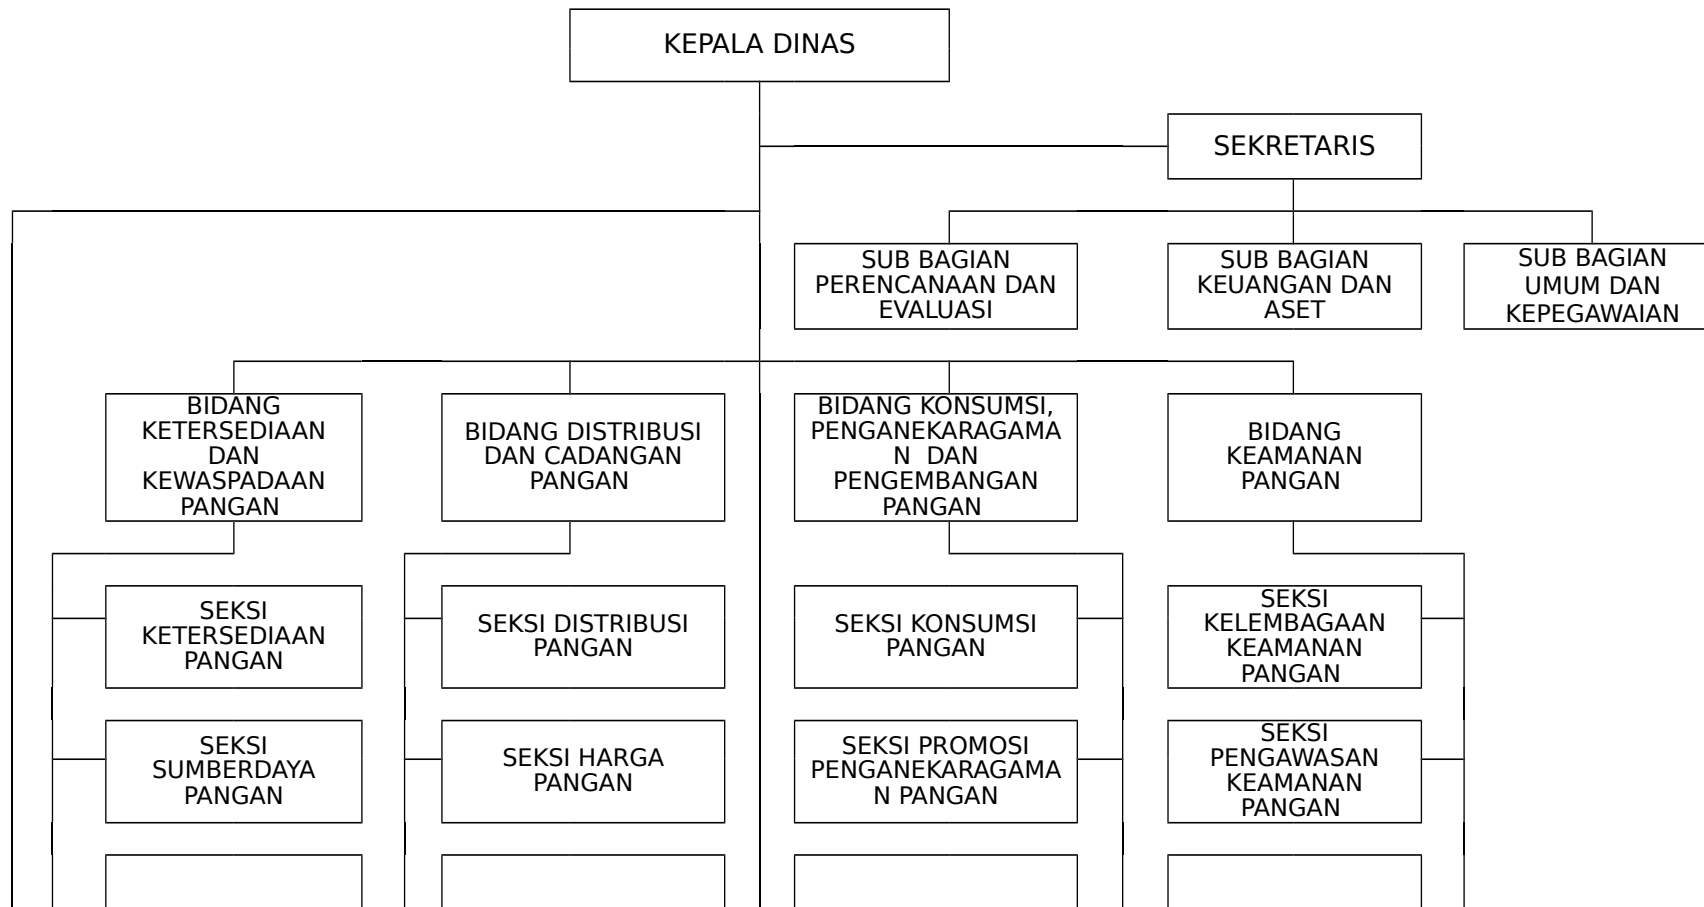 KEPALA DINAS
SEKRETARIS
SUB BAGIAN
PERENCANAAN DAN
EVALUASI
SUB BAGIAN
KEUANGAN DAN
ASET
SUB BAGIAN
UMUM DAN
KEPEGAWAIAN
BIDANG
KETERSEDIAAN
DAN
KEWASPADAAN
PANGAN
BIDANG DISTRIBUSI
DAN CADANGAN
PANGAN
BIDANG KONSUMSI,
PENGANEKARAGAMA
N  DAN
PENGEMBANGAN
PANGAN
BIDANG
KEAMANAN
PANGAN
SEKSI
KETERSEDIAAN
PANGAN
SEKSI DISTRIBUSI
PANGAN
SEKSI KONSUMSI
PANGAN
SEKSI
KELEMBAGAAN
KEAMANAN
PANGAN
SEKSI
SUMBERDAYA
PANGAN
SEKSI HARGA
PANGAN
SEKSI PROMOSI
PENGANEKARAGAMA
N PANGAN
SEKSI
PENGAWASAN
KEAMANAN
PANGAN